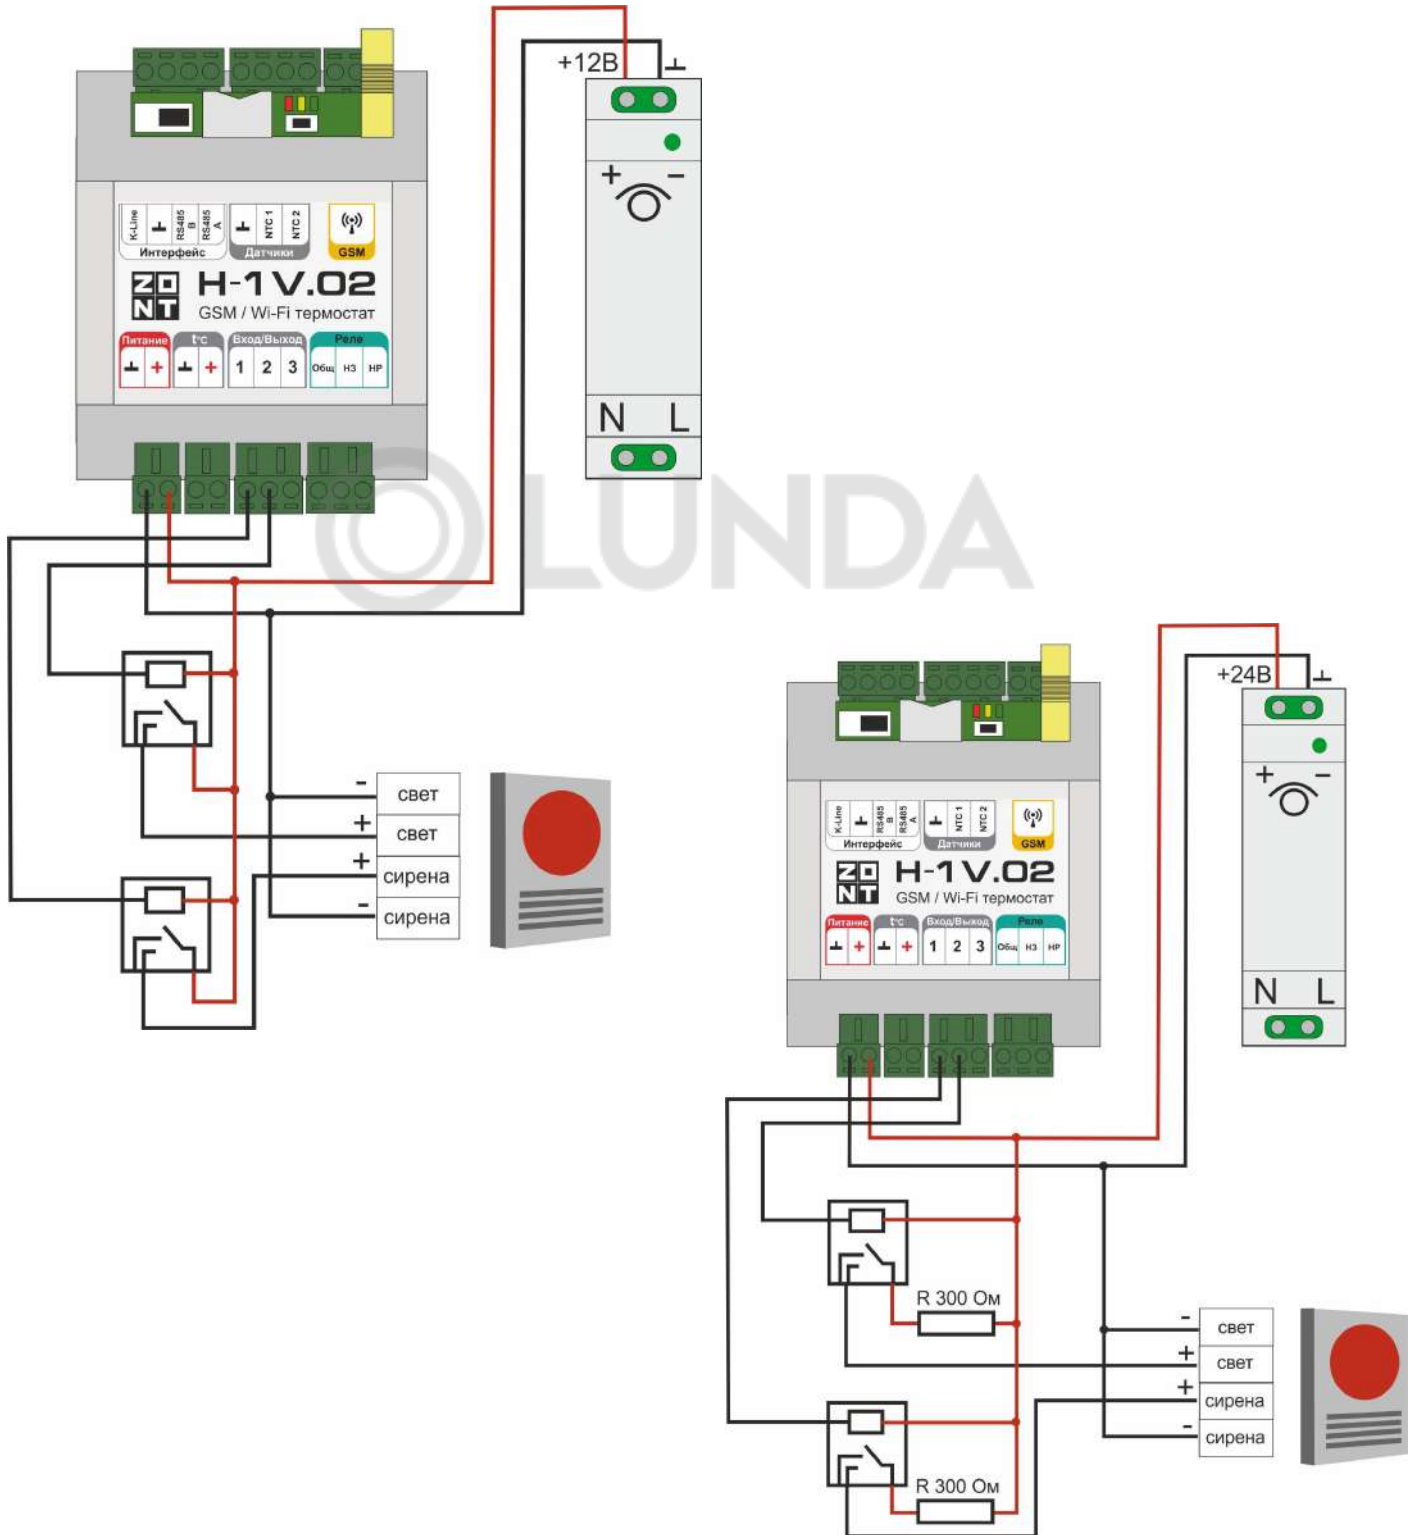 +12В
+ −
N L
K-Line RS485 B RS485 A NTC 1 NTC 2
Интерфейс Датчики GSM
ZONT H-1V.02
GSM / Wi-Fi термостат
Питание t°C Вход/Выход Реле
+ + 1 2 3 Общ НЗ НР
LUNDA
- свет
+ свет
+ сирена
- сирена
+24В
+ −
N L
K-Line RS485 B RS485 A NTC 1 NTC 2
Интерфейс Датчики GSM
ZONT H-1V.02
GSM / Wi-Fi термостат
Питание t°C Вход/Выход Реле
+ + 1 2 3 Общ НЗ НР
R 300 Ом
- свет
+ свет
+ сирена
- сирена
R 300 Ом